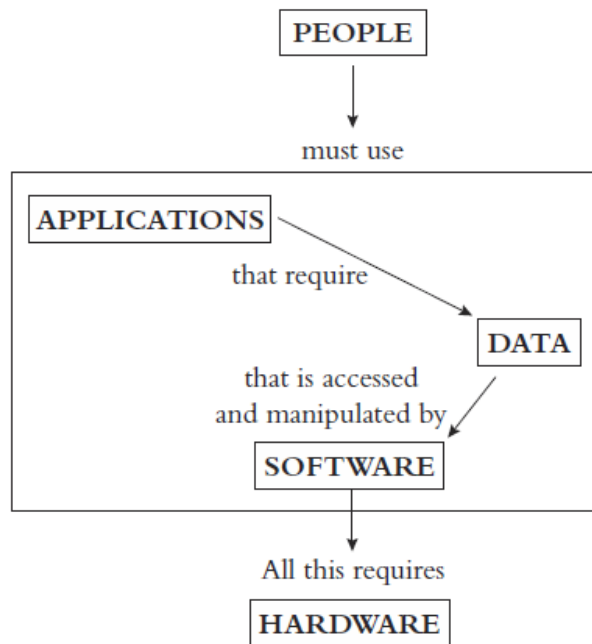 PEOPLE
must use
APPLICATIONS
that require
DATA
that is accessed
and manipulated by
SOFTWARE
All this requires
HARDWARE